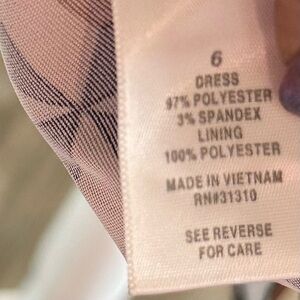 6
DRESS
97% POLYESTER
3% SPANDEX
LINING
100% POLYESTER
MADE IN VIETNAM
RN#31310
SEE REVERSE
FOR CARE